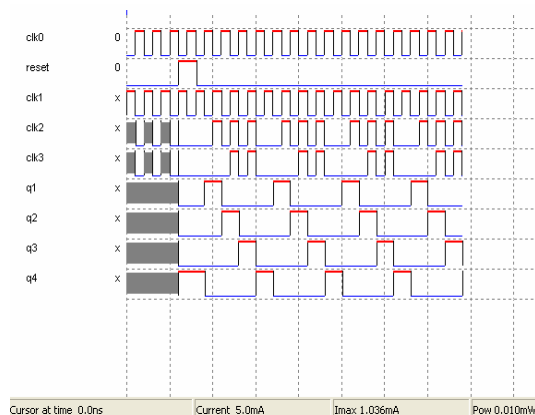 clk0 0
reset 0
clk1 x
clk2 x
clk3 x
q1 x
q2 x
q3 x
q4 x
Cursor at time 0.0ns Current 5.0mA Imax 1.036mA Pow 0.010mW